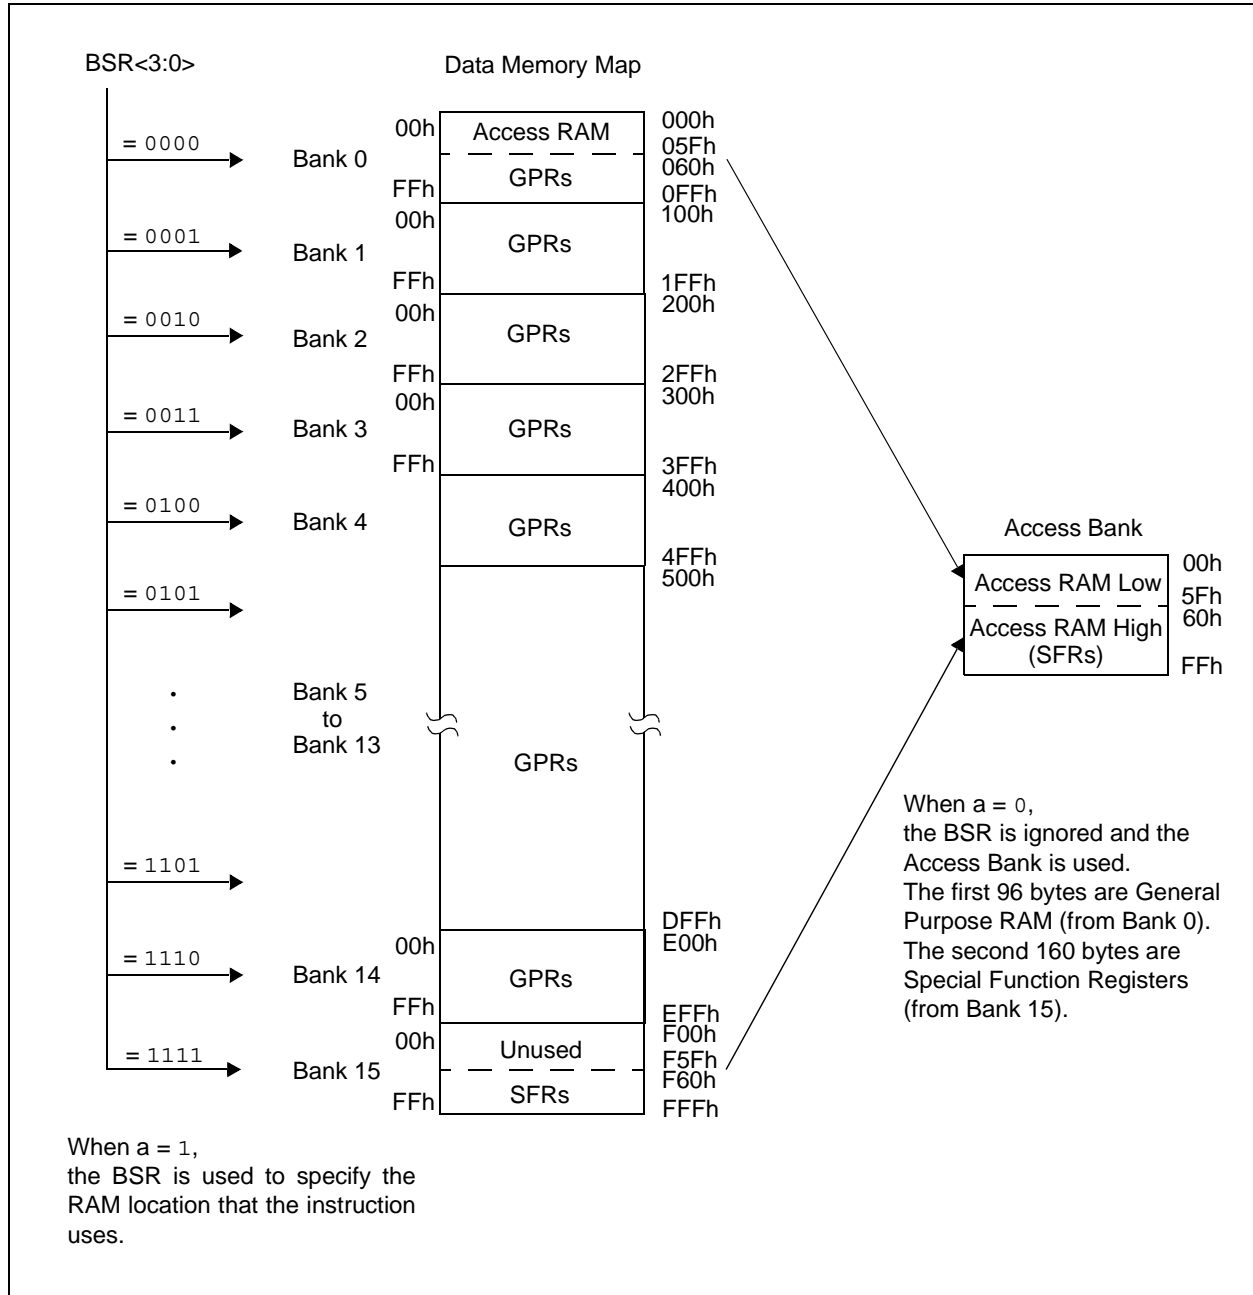 BSR<3:0>
Data Memory Map
= 0000
Bank 0
00h
Access RAM
000h
05Fh
060h
FFh
GPRs
0FFh
= 0001
Bank 1
00h
GPRs
100h
FFh
1FFh
= 0010
Bank 2
00h
GPRs
200h
FFh
2FFh
= 0011
Bank 3
00h
GPRs
300h
FFh
3FFh
= 0100
Bank 4
GPRs
400h
4FFh
= 0101
500h
.
.
.
Bank 5
to
Bank 13
GPRs
= 1101
DFFh
= 1110
Bank 14
00h
GPRs
E00h
FFh
EFFh
= 1111
Bank 15
00h
Unused
F00h
F5Fh
F60h
FFh
SFRs
FFFh
Access Bank
Access RAM Low
00h
5Fh
Access RAM High
(SFRs)
60h
FFh
When a = 0,
the BSR is ignored and the
Access Bank is used.
The first 96 bytes are General
Purpose RAM (from Bank 0).
The second 160 bytes are
Special Function Registers
(from Bank 15).
When a = 1,
the BSR is used to specify the
RAM location that the instruction
uses.